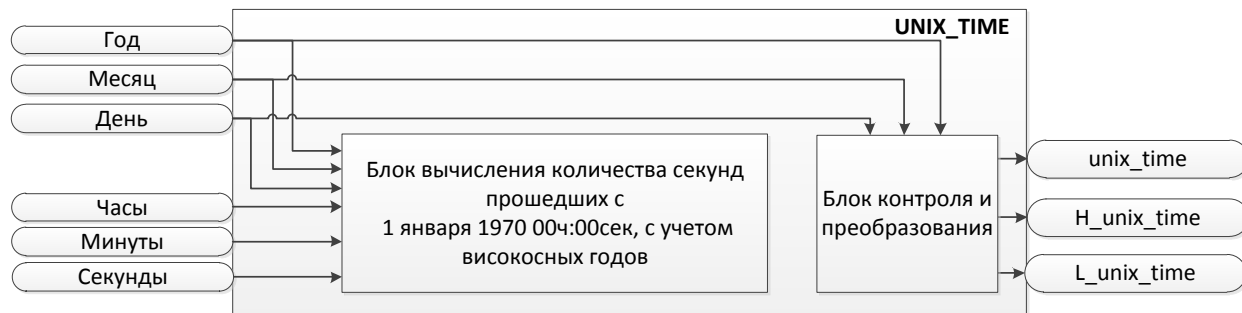 UNIX_TIME
Год
Месяц
День
Часы
Минуты
Секунды
Блок вычисления количества секунд
прошедших с
1 января 1970 00ч:00сек, с учетом
високосных годов
Блок контроля и
преобразования
unix_time
H_unix_time
L_unix_time